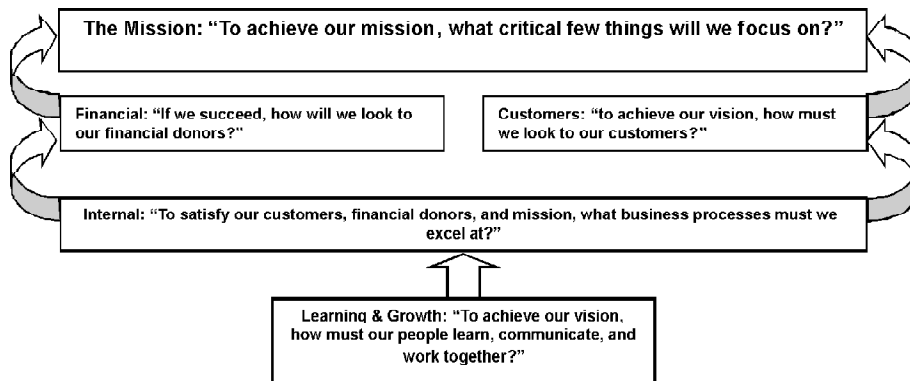 The Mission: “To achieve our mission, what critical few things will we focus on?”
Financial: “If we succeed, how will we look to
our financial donors?”
Customers: “to achieve our vision, how must
we look to our customers?”
Internal: “To satisfy our customers, financial donors, and mission, what business processes must we
excel at?”
Learning & Growth: “To achieve our vision,
how must our people learn, communicate, and
work together?”